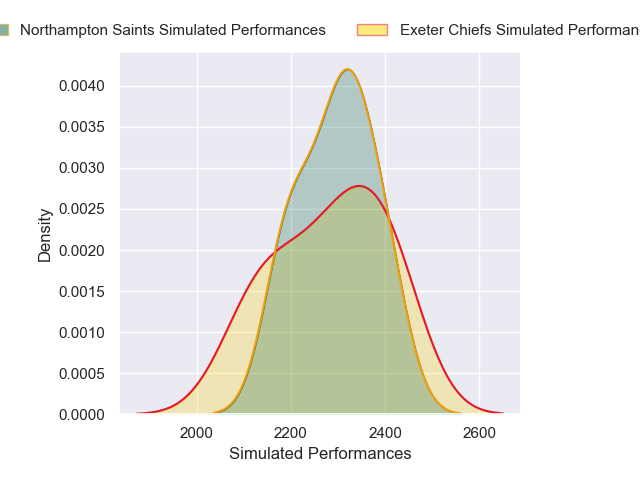 Northampton Saints Simulated Performances
Exeter Chiefs Simulated
0.0040
0.0035
0.0030
0.0025
0.0020
0.0015
0.0010
0.0005
0.0000
Density
2000 2200 2400 2600
Simulated Performances